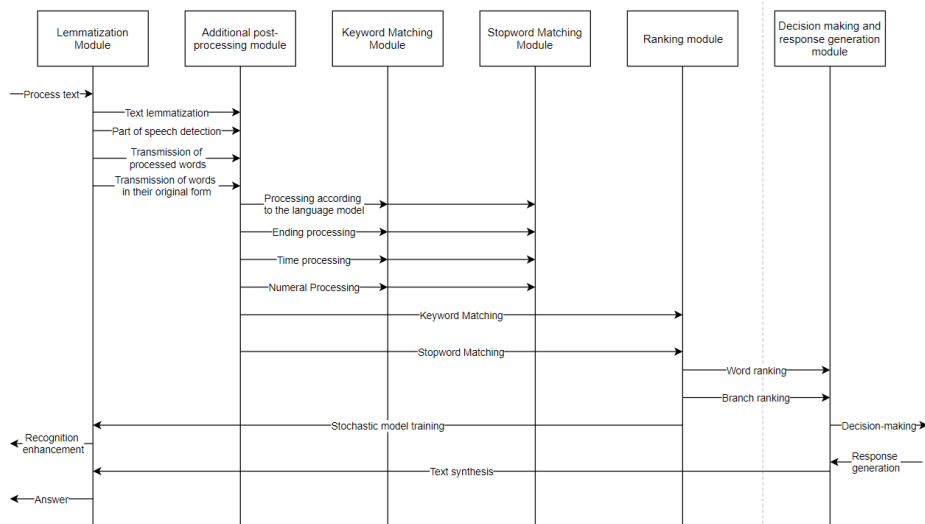 Lemmatization
Module
Additional post-
processing module
Keyword Matching
Module
Stopword Matching
Module
Ranking module
Decision making and
response generation
module
Process text
Text lemmatization
Part of speech detection
Transmission of
processed words
Transmission of words
in their original form
Processing according
to the language model
Ending processing
Time processing
Numeral Processing
Keyword Matching
Stopword Matching
Word ranking
Branch ranking
Stochastic model training
Decision-making
Recognition
enhancement
Response
generation
Text synthesis
Answer